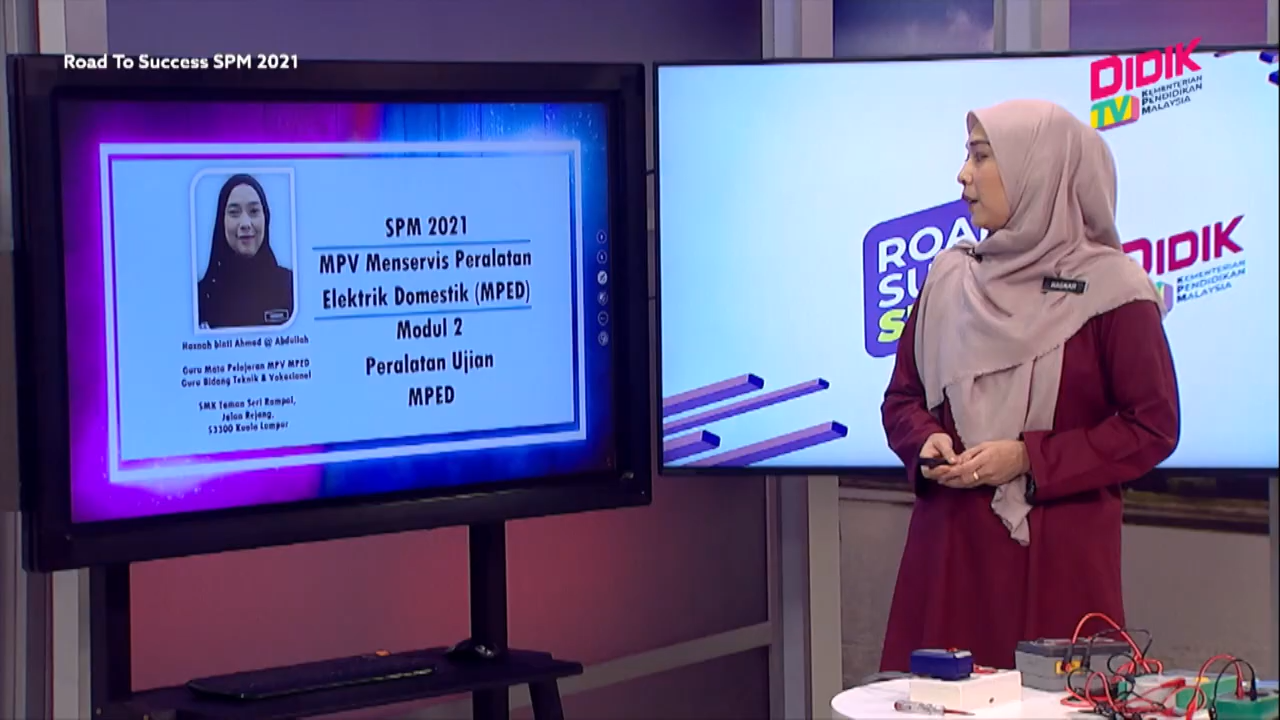 Road To Success SPM 2021
SPM 2021
MPV Menservis Peralatan
Elektrik Domestik (MPED)
Modul 2
Peralatan Ujian
MPED
Haznah binti Ahmad @ Abdullah
Guru Mata Pelajaran MPV MPED
Guru Bidang Teknik & Vokasional
SMK Taman Seri Rampai,
Jalan Rejang,
53300 Kuala Lumpur
DIDIK
TV
KEMENTERIAN
PENDIDIKAN
MALAYSIA
DIDIK
KEMENTERIAN
PENDIDIKAN
MALAYSIA